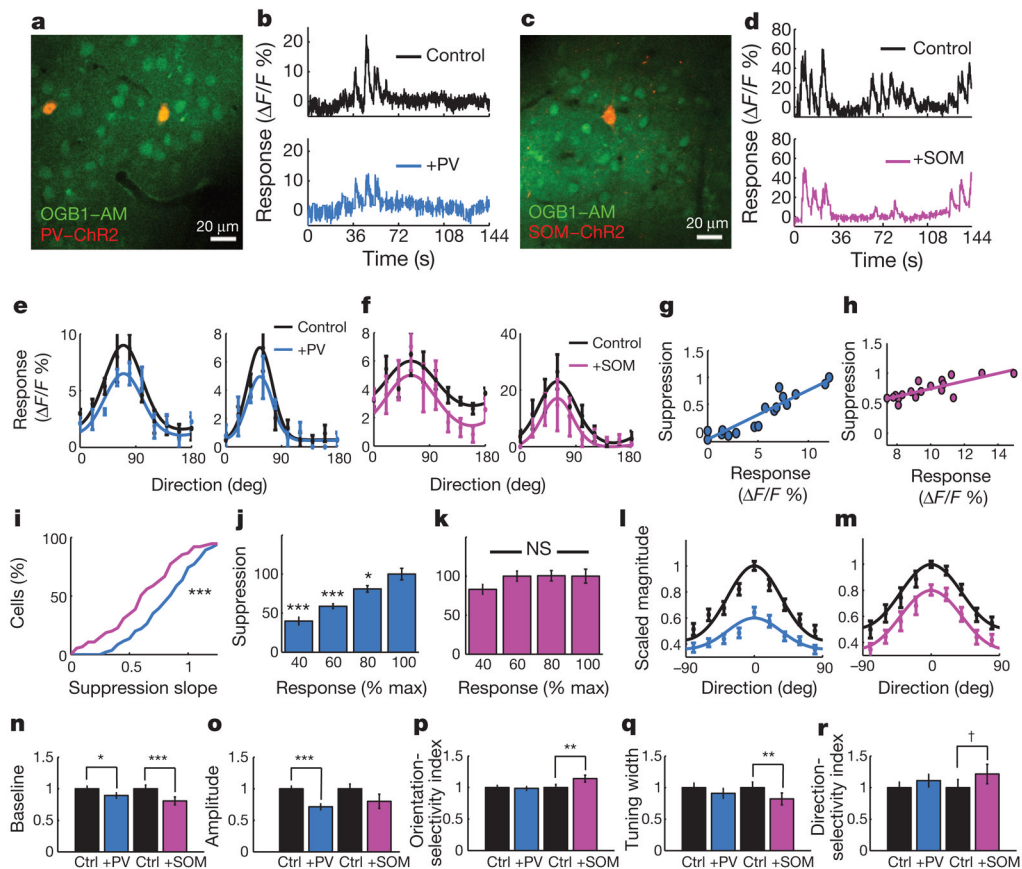 a
b
c
d
OGB1–AM
PV–ChR2
20 μm
Response (ΔF/F %)
20
10
0
Control
20
10
0
+PV
0 36 72 108 144
Time (s)
OGB1–AM
SOM–ChR2
20 μm
Response (ΔF/F %)
80
60
40
20
0
Control
80
60
40
20
0
+SOM
0 36 72 108 144
Time (s)
e
f
g
h
Response
(ΔF/F %)
10
5
0
0 90 180
8
6
4
2
0
0 90 180
Control
+PV
Direction (deg)
8
6
4
2
0
0 90 180
40
20
0
0 90 180
Control
+SOM
Direction (deg)
Suppression
1.5
1
0.5
0
0 5 10
Response
(ΔF/F %)
Suppression
1.5
1
0.5
0
8 10 15
Response
(ΔF/F %)
i
j
k
l
m
Cells (%)
100
50
0
0 0.5 1
***
Suppression slope
Suppression
100
50
0
*** *** *
40 60 80 100
Response (% max)
100
50
0
NS
40 60 80 100
Response (% max)
Scaled magnitude
1
0.8
0.6
0.4
–90 0 90
Direction (deg)
1
0.8
0.6
0.4
–90 0 90
Direction (deg)
n
o
p
q
r
Baseline
1.5
1
0.5
0
* ***
Ctrl +PV Ctrl +SOM
Amplitude
1.5
1
0.5
0
***
Ctrl +PV Ctrl +SOM
Orientation-
selectivity index
1.5
1
0.5
0
**
Ctrl +PV Ctrl +SOM
Tuning width
1.5
1
0.5
0
**
Ctrl +PV Ctrl +SOM
Direction-
selectivity index
1.5
1
0.5
0
†
Ctrl +PV Ctrl +SOM